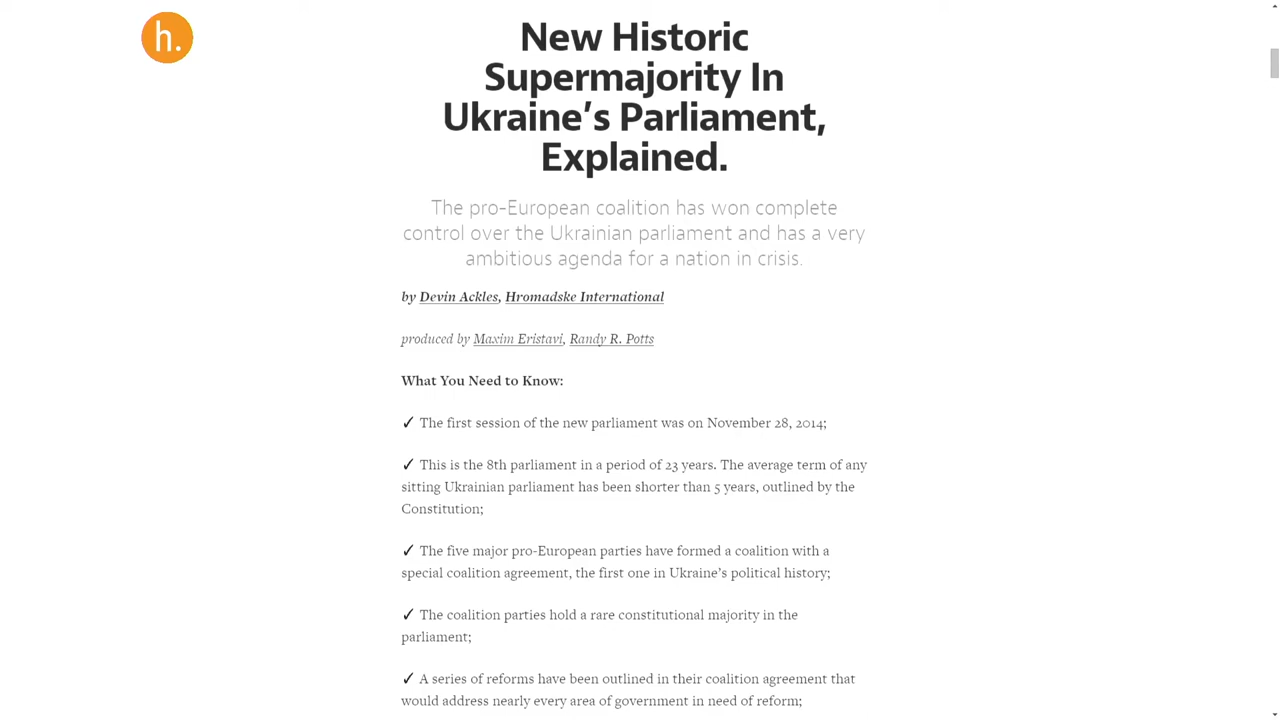 h.
New Historic
Supermajority In
Ukraine’s Parliament,
Explained.
The pro-European coalition has won complete
control over the Ukrainian parliament and has a very
ambitious agenda for a nation in crisis.
by Devin Ackles, Hromadske International
produced by Maxim Eristavi, Randy R. Potts
What You Need to Know:
✓ The first session of the new parliament was on November 28, 2014;
✓ This is the 8th parliament in a period of 23 years. The average term of any
sitting Ukrainian parliament has been shorter than 5 years, outlined by the
Constitution;
✓ The five major pro-European parties have formed a coalition with a
special coalition agreement, the first one in Ukraine’s political history;
✓ The coalition parties hold a rare constitutional majority in the
parliament;
✓ A series of reforms have been outlined in their coalition agreement that
would address nearly every area of government in need of reform;